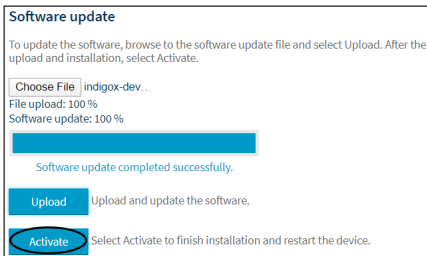 Software update
To update the software, browse to the software update file and select Upload. After the
upload and installation, select Activate.
Choose File indigox-dev...
File upload: 100 %
Software update: 100 %
Software update completed successfully.
Upload Upload and update the software.
Activate Select Activate to finish installation and restart the device.